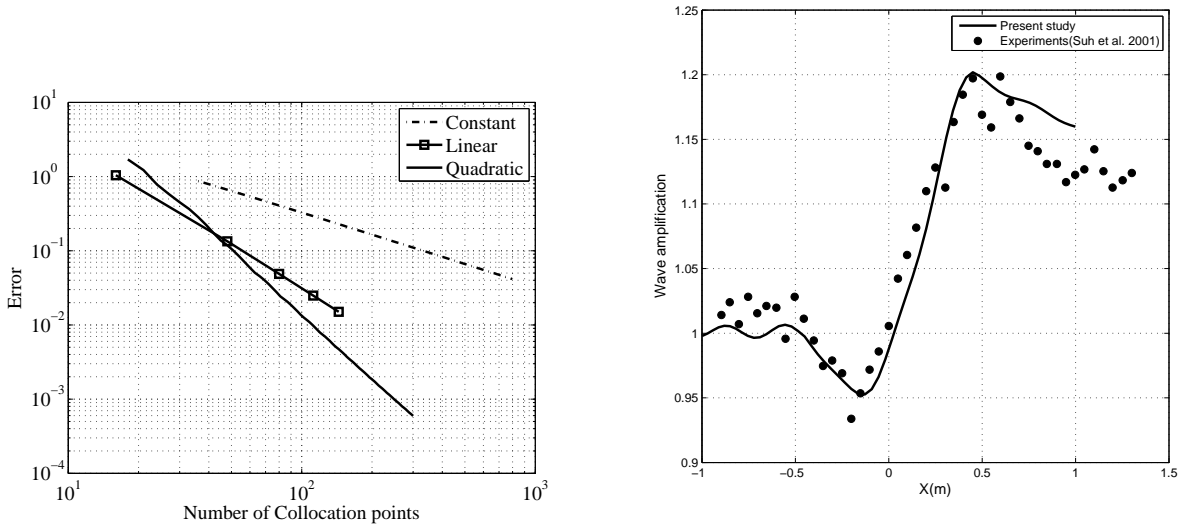 10^1
10^0
10^-1
10^-2
10^-3
10^-4
Error
10^1
10^2
10^3
Number of Collocation points
Constant
Linear
Quadratic
1.25
1.2
1.15
1.1
1.05
1
0.95
0.9
Wave amplification
−1
−0.5
0
0.5
1
1.5
X(m)
Present study
Experiments(Suh et al. 2001)